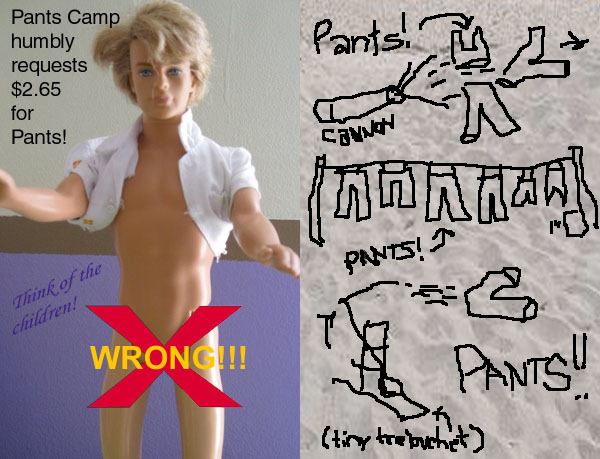 Pants Camp
humbly
requests
$2.65
for
Pants!
Think of the
children!
WRONG!!!
Pants!
cannon
PANTS!
PANTS!!
(tiny trebuchet)